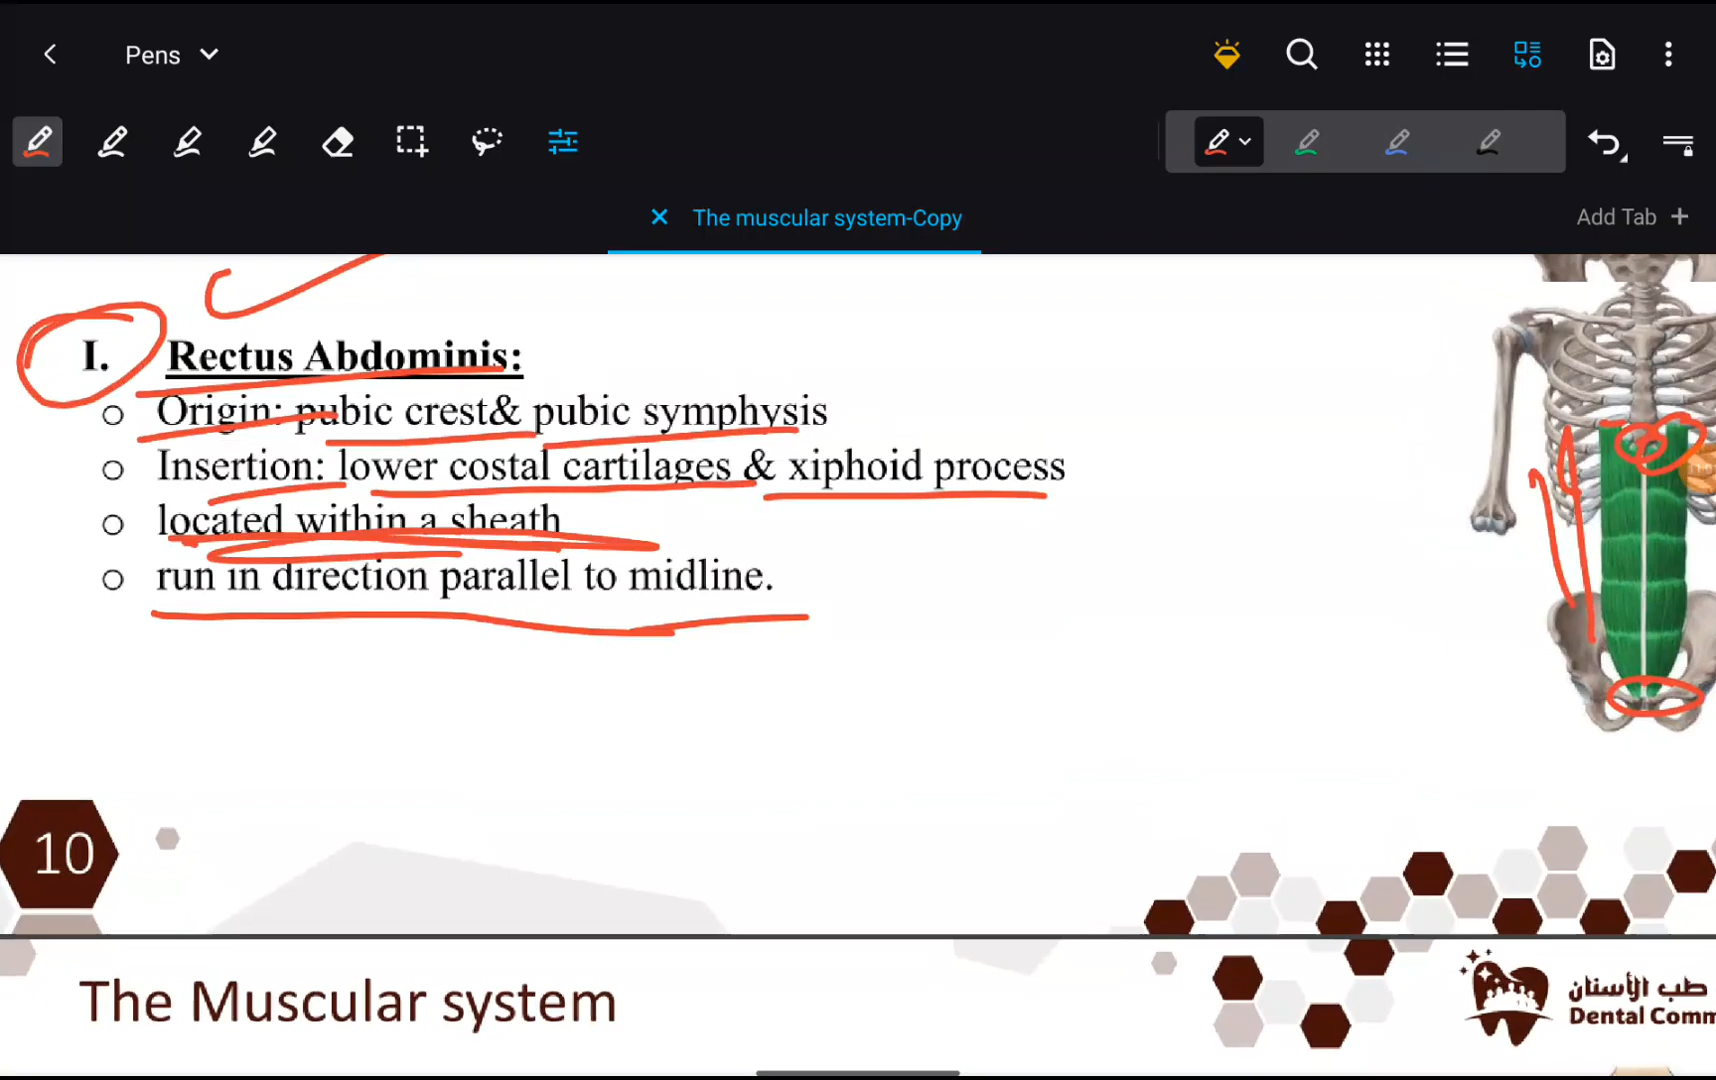 Pens
The muscular system-Copy
Add Tab +
I. Rectus Abdominis:
o Origin: pubic crest& pubic symphysis
o Insertion: lower costal cartilages & xiphoid process
o located within a sheath
o run in direction parallel to midline.
10
The Muscular system
طب الأسنان
Dental Comm